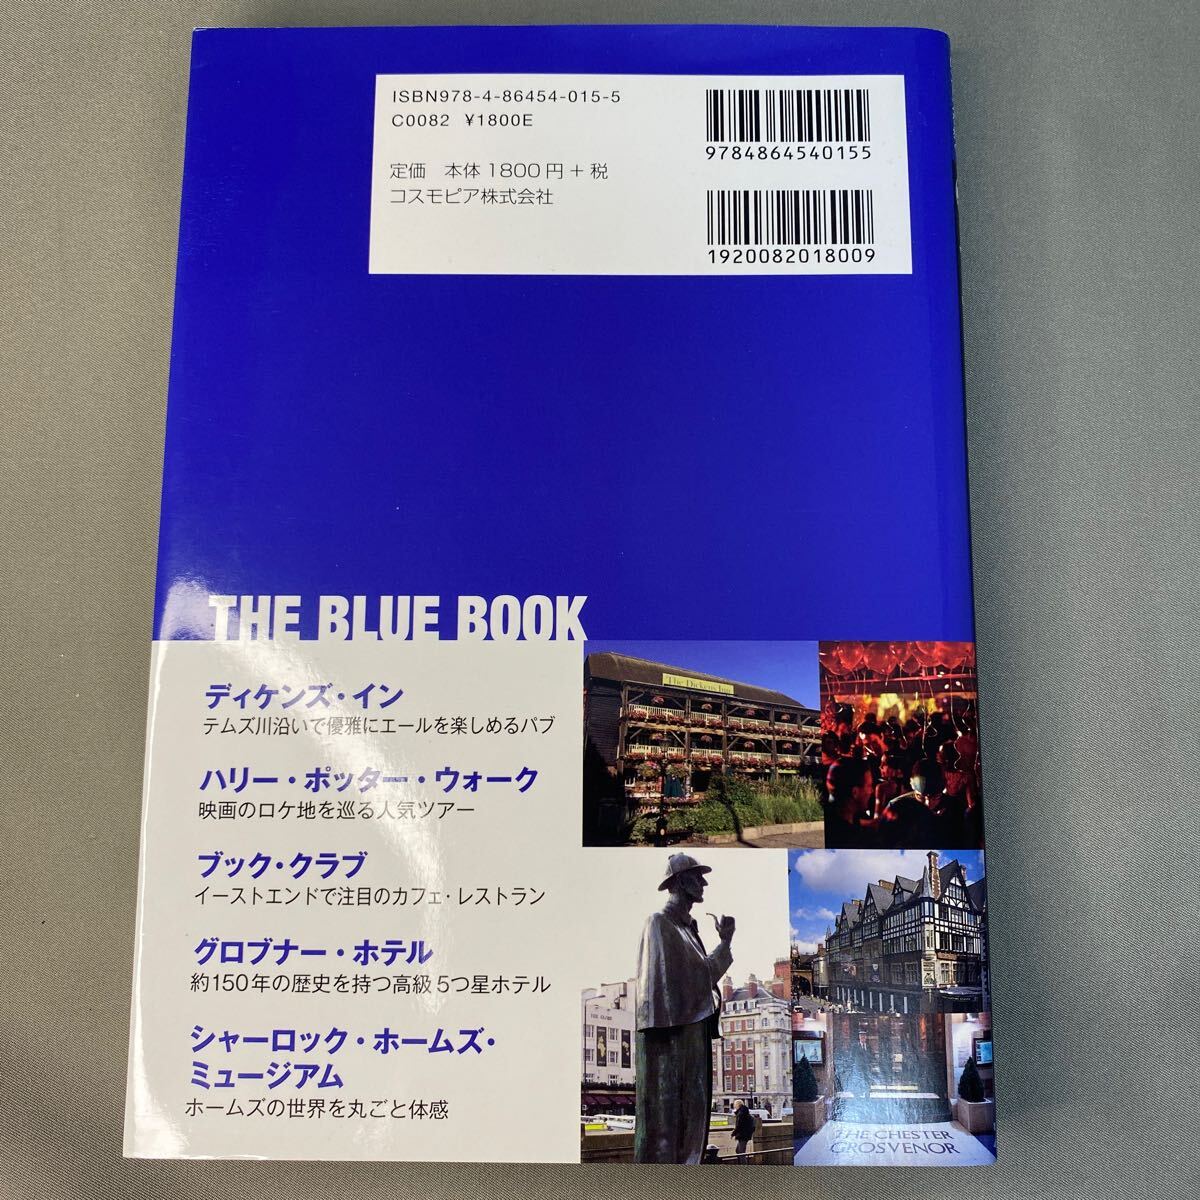 ISBN978-4-86454-015-5
C0082 ¥1800E
9784864540155
定価 本体1800円+税
コスモピア株式会社
1920082018009
THE BLUE BOOK
ディケンズ・イン
テムズ川沿いで優雅にエールを楽しめるパブ
The Dickens Inn
ハリー・ポッター・ウォーク
映画のロケ地を巡る人気ツアー
ブック・クラブ
イーストエンドで注目のカフェ・レストラン
グロブナー・ホテル
約150年の歴史を持つ高級5つ星ホテル
シャーロック・ホームズ・
ミュージアム
ホームズの世界を丸ごと体感
THE GLOBE
THE CHESTER
GROSVENOR